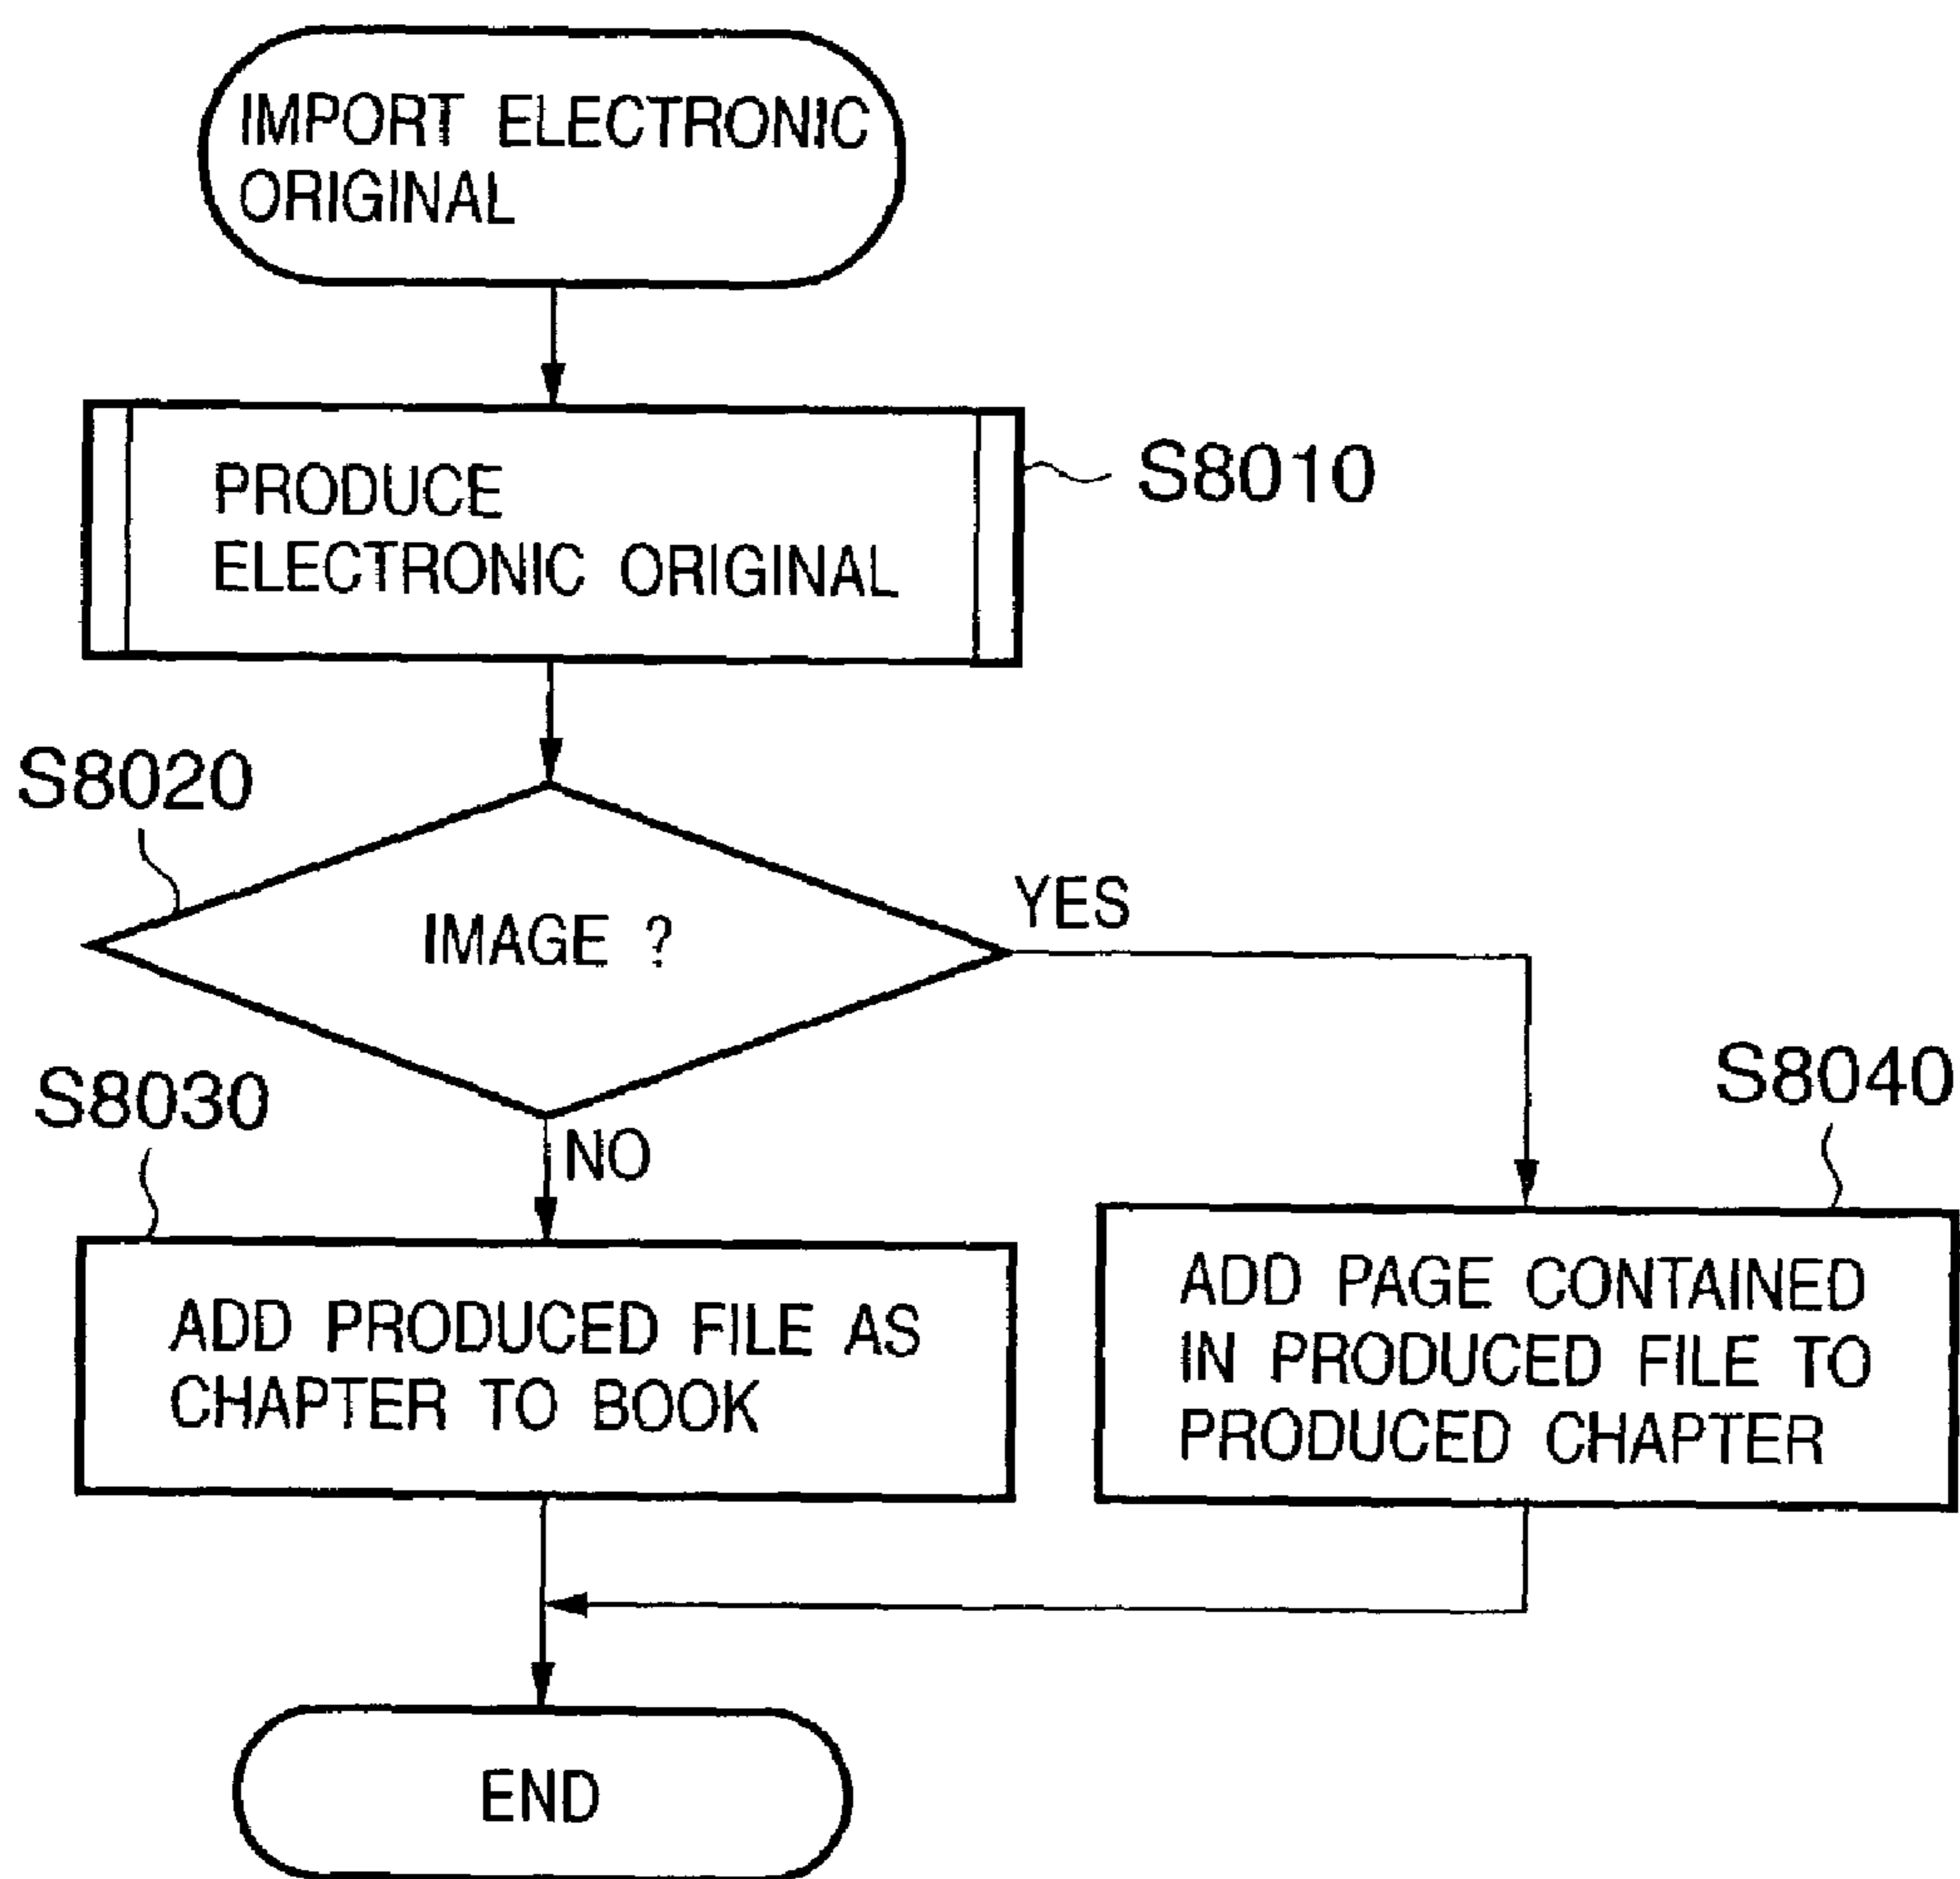 IMPORT ELECTRONIC
ORIGINAL
PRODUCE
ELECTRONIC ORIGINAL
S8010
S8020
IMAGE ?
YES
NO
S8030
ADD PRODUCED FILE AS
CHAPTER TO BOOK
S8040
ADD PAGE CONTAINED
IN PRODUCED FILE TO
PRODUCED CHAPTER
END